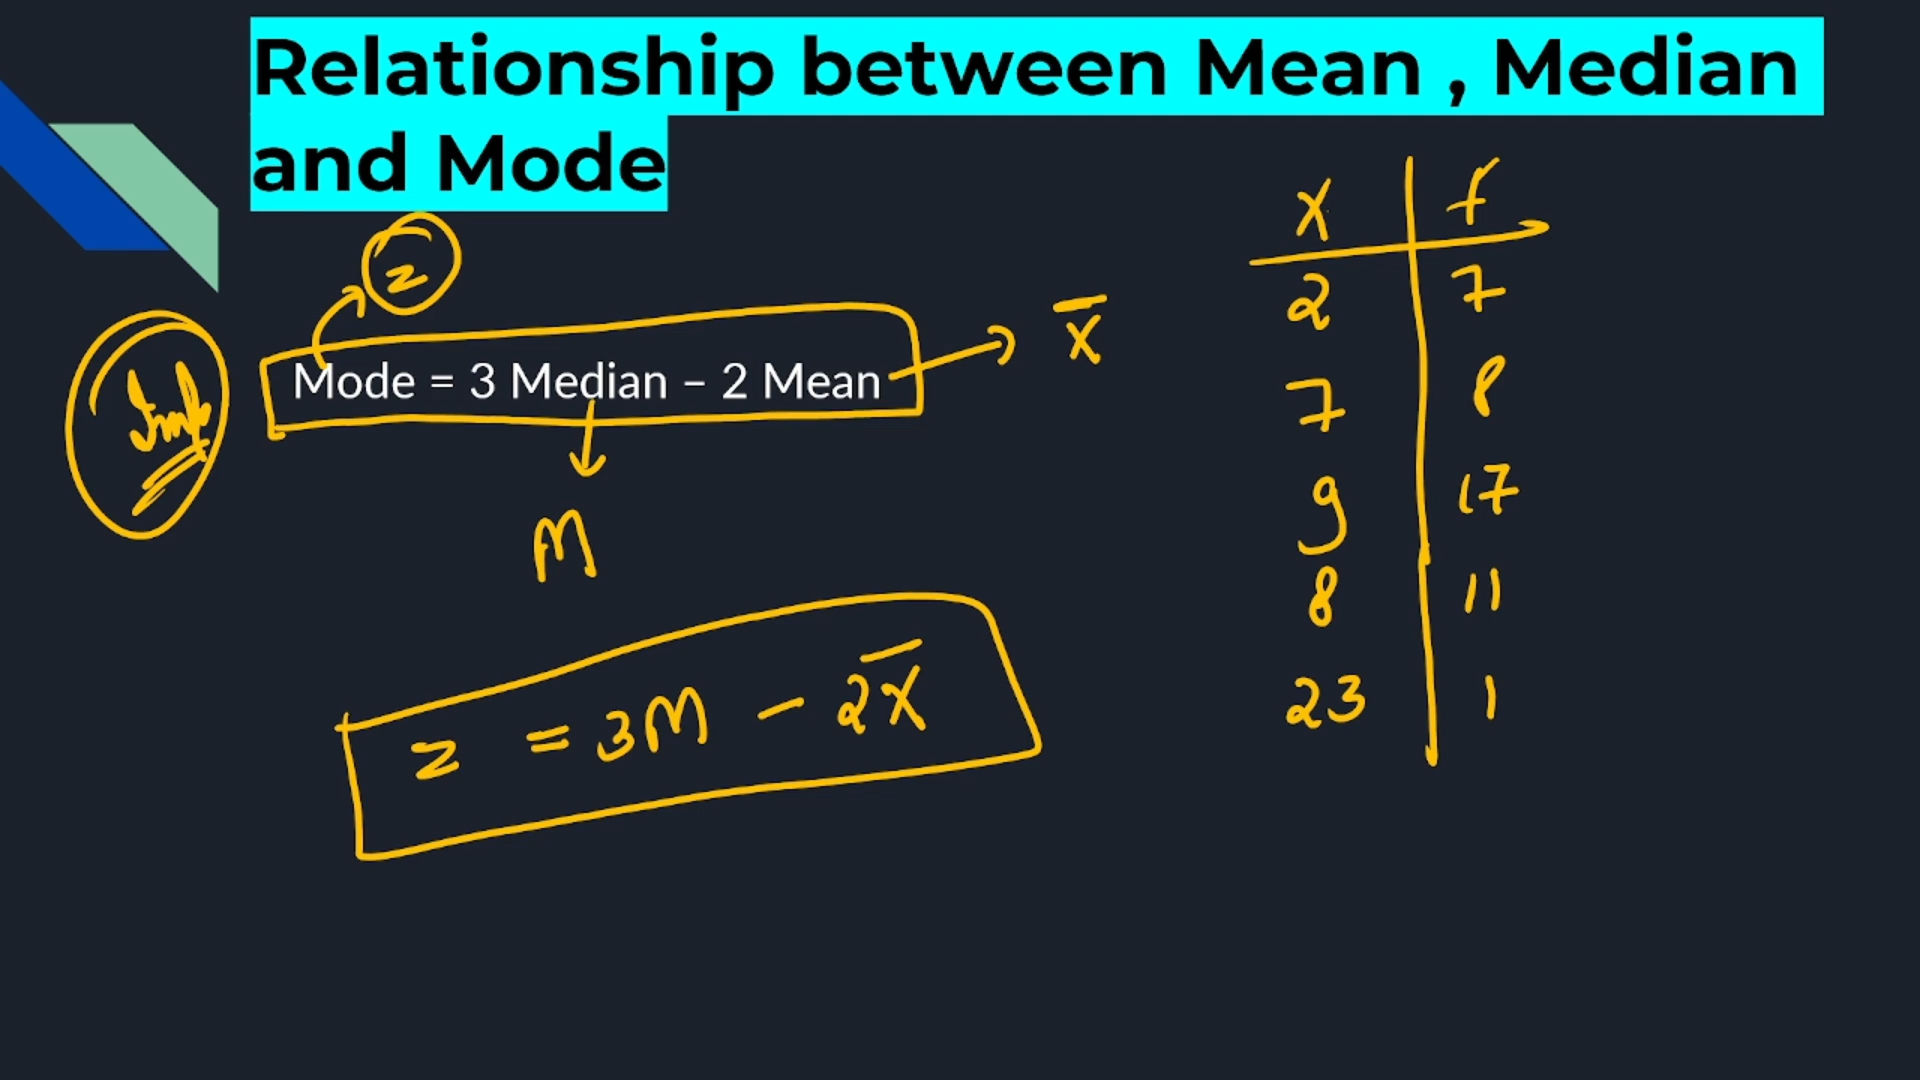 Relationship between Mean , Median
and Mode
z
Imp
Mode = 3 Median – 2 Mean
x̅
M
z = 3M - 2x̅
x f
2 7
7 8
9 17
8 11
23 1